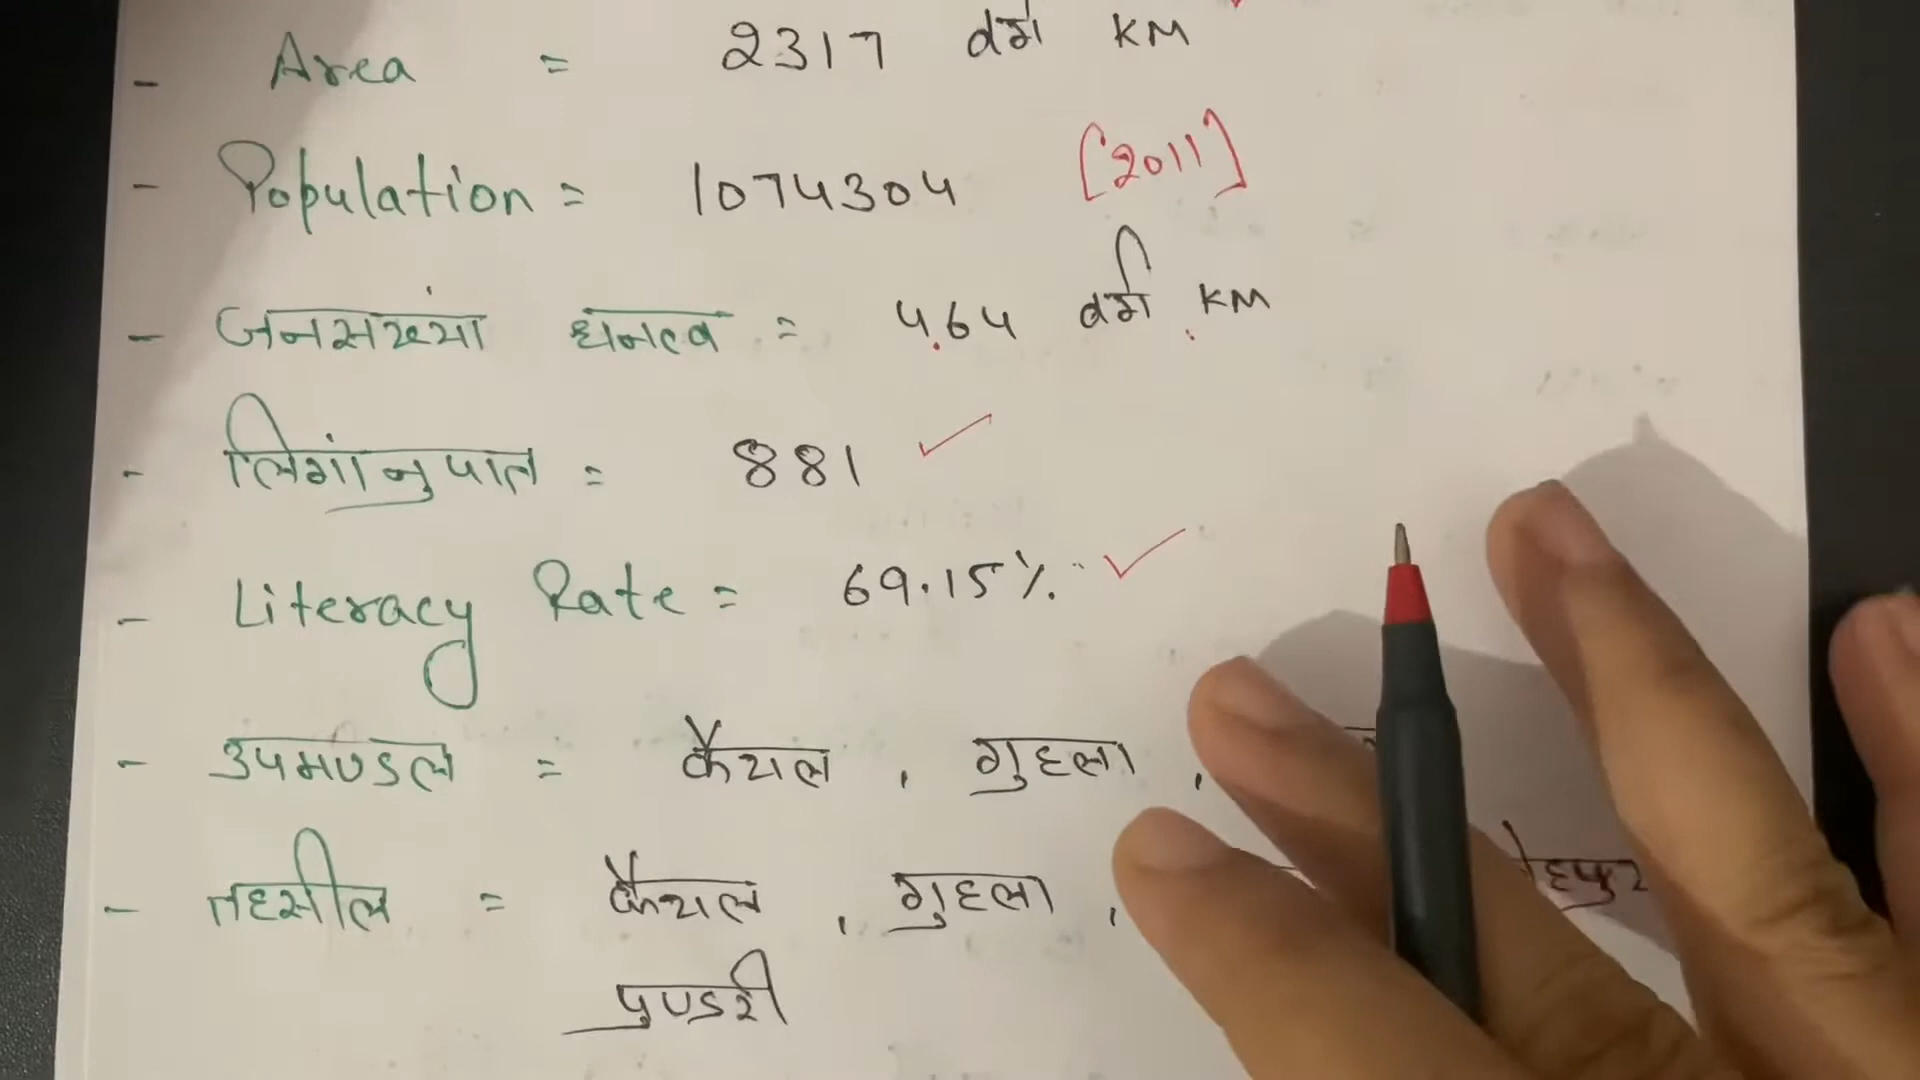 - Area = 2317 वर्ग KM
- Population = 1074304 [2011]
- जनसंख्या घनत्व = 464 वर्ग KM
- लिगांनुपात = 881
- Literacy Rate = 69.15%
- उपमण्डल = कैथल , गुहला ,
- तहसील = कैथल , गुहला ,
पुण्डरी